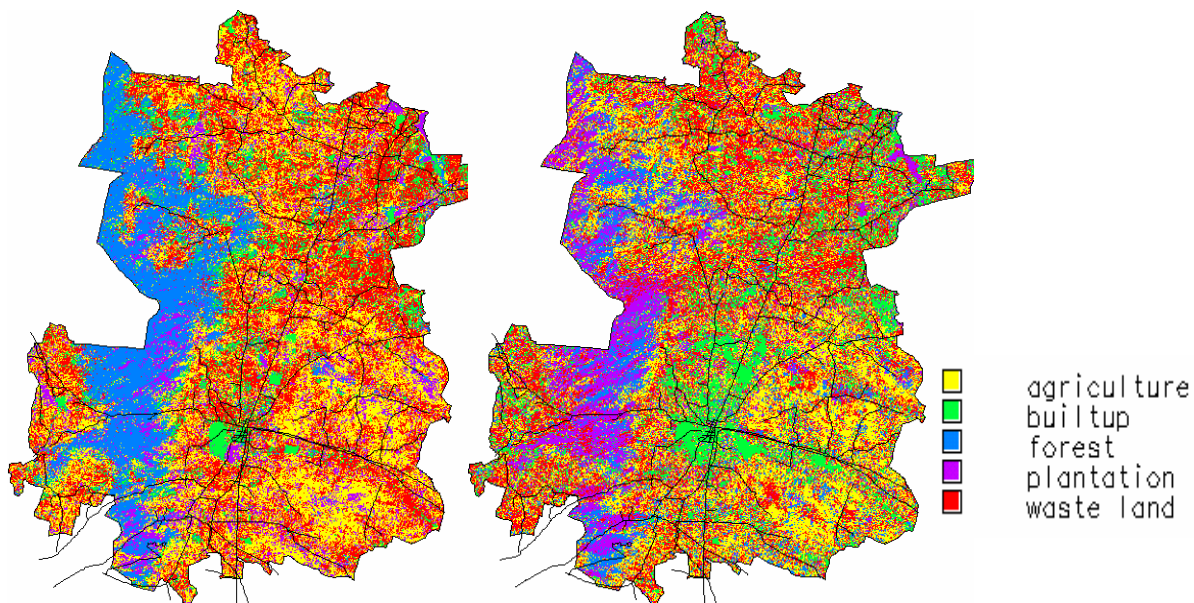 agriculture
builtup
forest
plantation
waste land